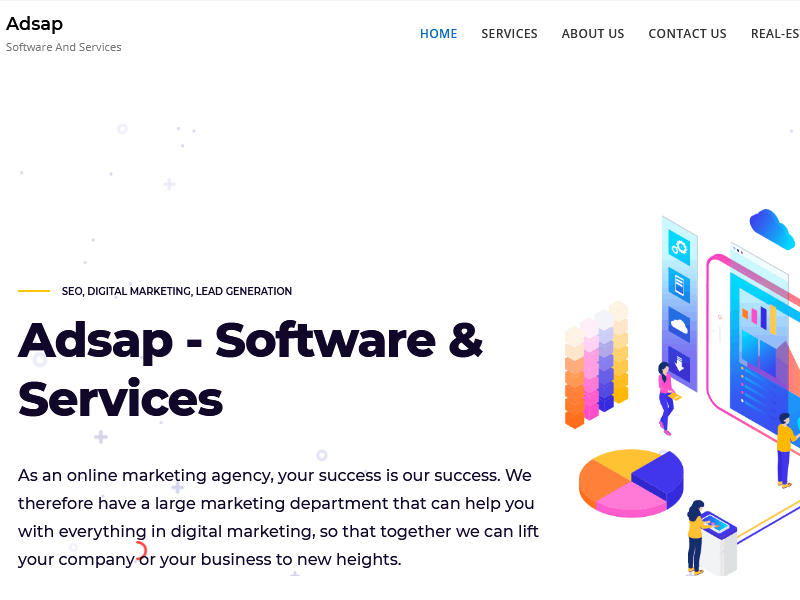 Adsap
Software And Services
HOME SERVICES ABOUT US CONTACT US REAL-ES
SEO, DIGITAL MARKETING, LEAD GENERATION
Adsap - Software &
Services
As an online marketing agency, your success is our success. We
therefore have a large marketing department that can help you
with everything in digital marketing, so that together we can lift
your company or your business to new heights.